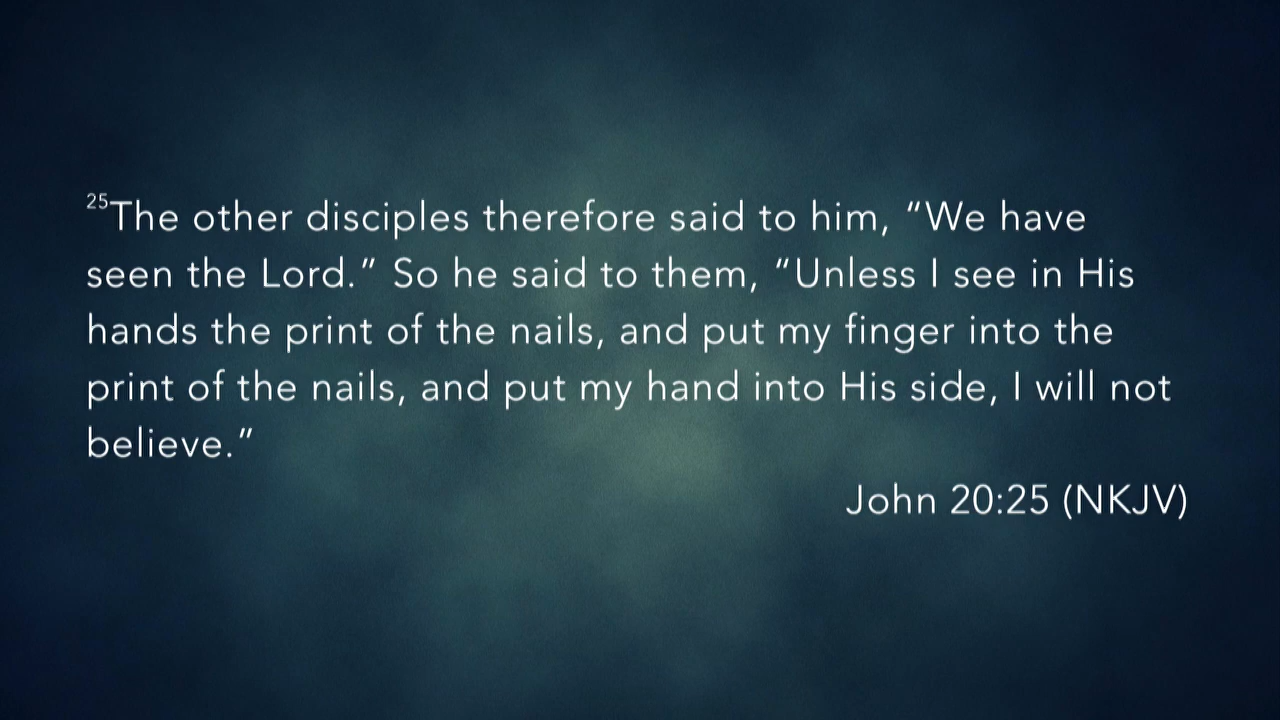 25The other disciples therefore said to him, “We have
seen the Lord.” So he said to them, “Unless I see in His
hands the print of the nails, and put my finger into the
print of the nails, and put my hand into His side, I will not
believe.”
John 20:25 (NKJV)